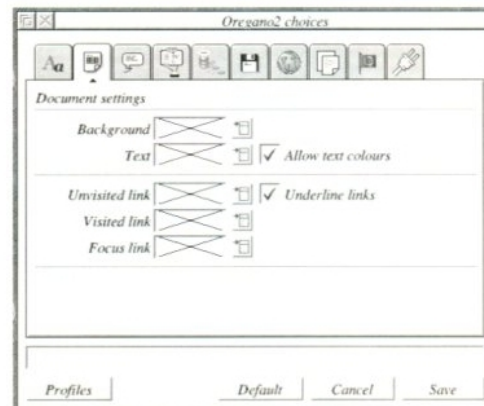 Oregano2 choices
Aa
Document settings
Background
Text
Allow text colours
Unvisited link
Underline links
Visited link
Focus link
Profiles
Default
Cancel
Save